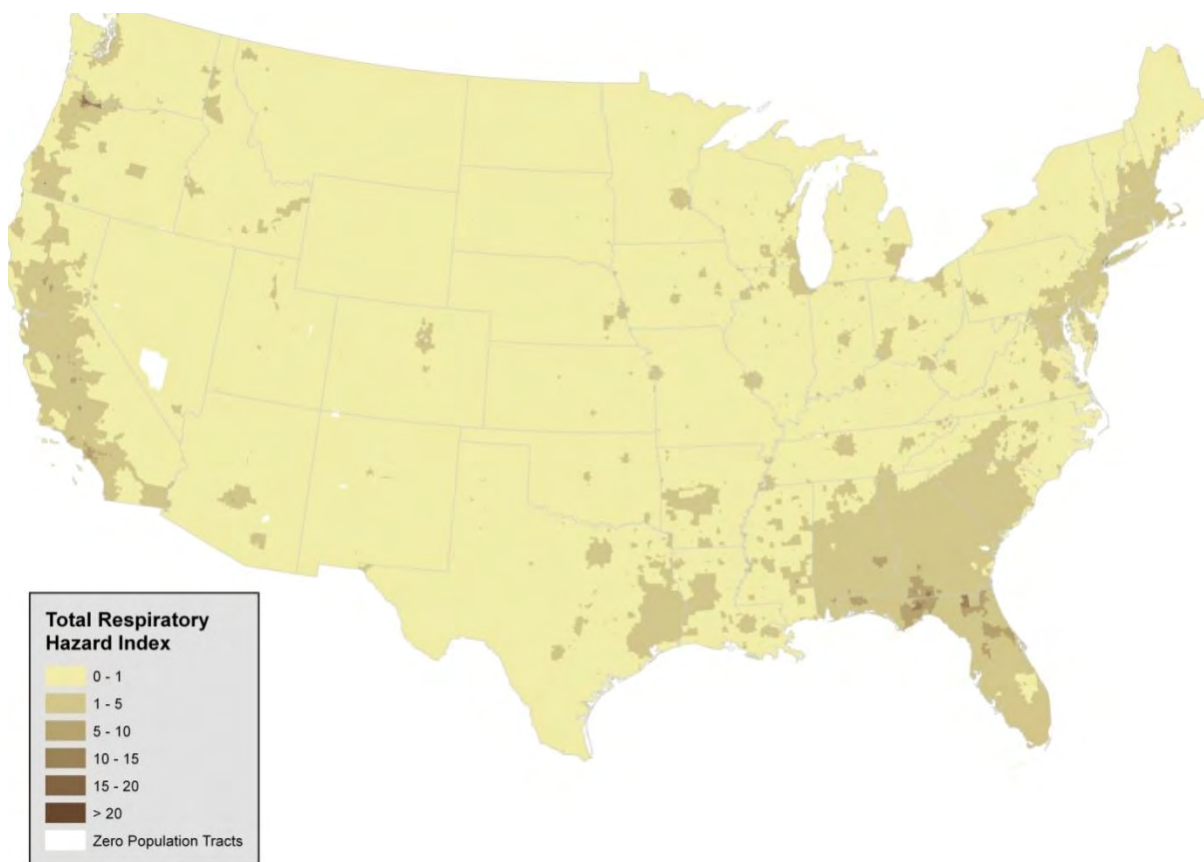 Total Respiratory
Hazard Index
0 - 1
1 - 5
5 - 10
10 - 15
15 - 20
> 20
Zero Population Tracts